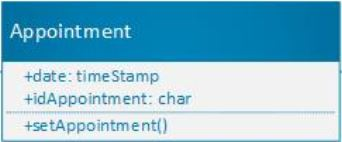 Appointment
+date: timeStamp
+idAppointment: char
+setAppointment()